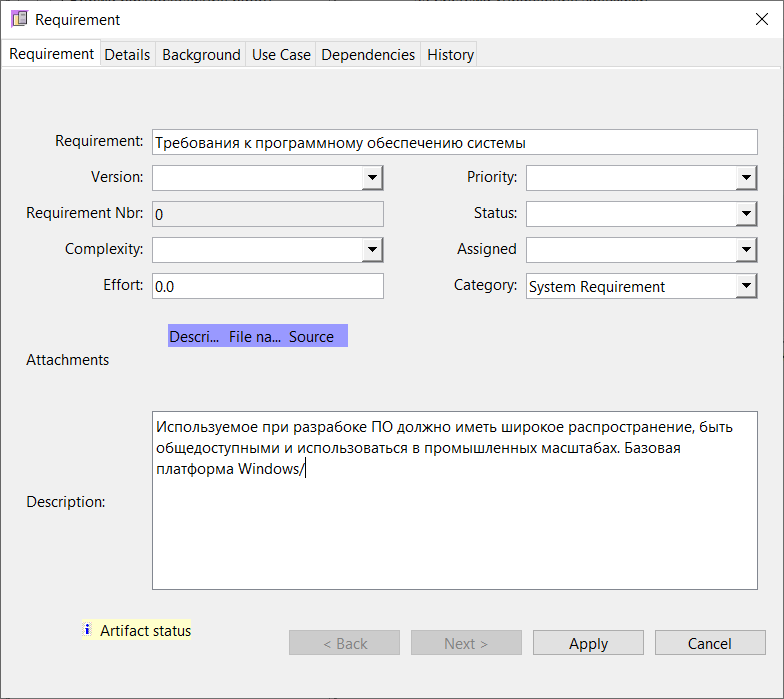 Requirement
Requirement Details Background Use Case Dependencies History
Requirement: Требования к программному обеспечению системы
Version: Priority:
Requirement Nbr: 0 Status:
Complexity: Assigned
Effort: 0.0 Category: System Requirement
Descri... File na... Source
Attachments
Используемое при разрабоке ПО должно иметь широкое распространение, быть
общедоступными и использоваться в промышленных масштабах. Базовая
платформа Windows/
Description:
i Artifact status
< Back Next > Apply Cancel